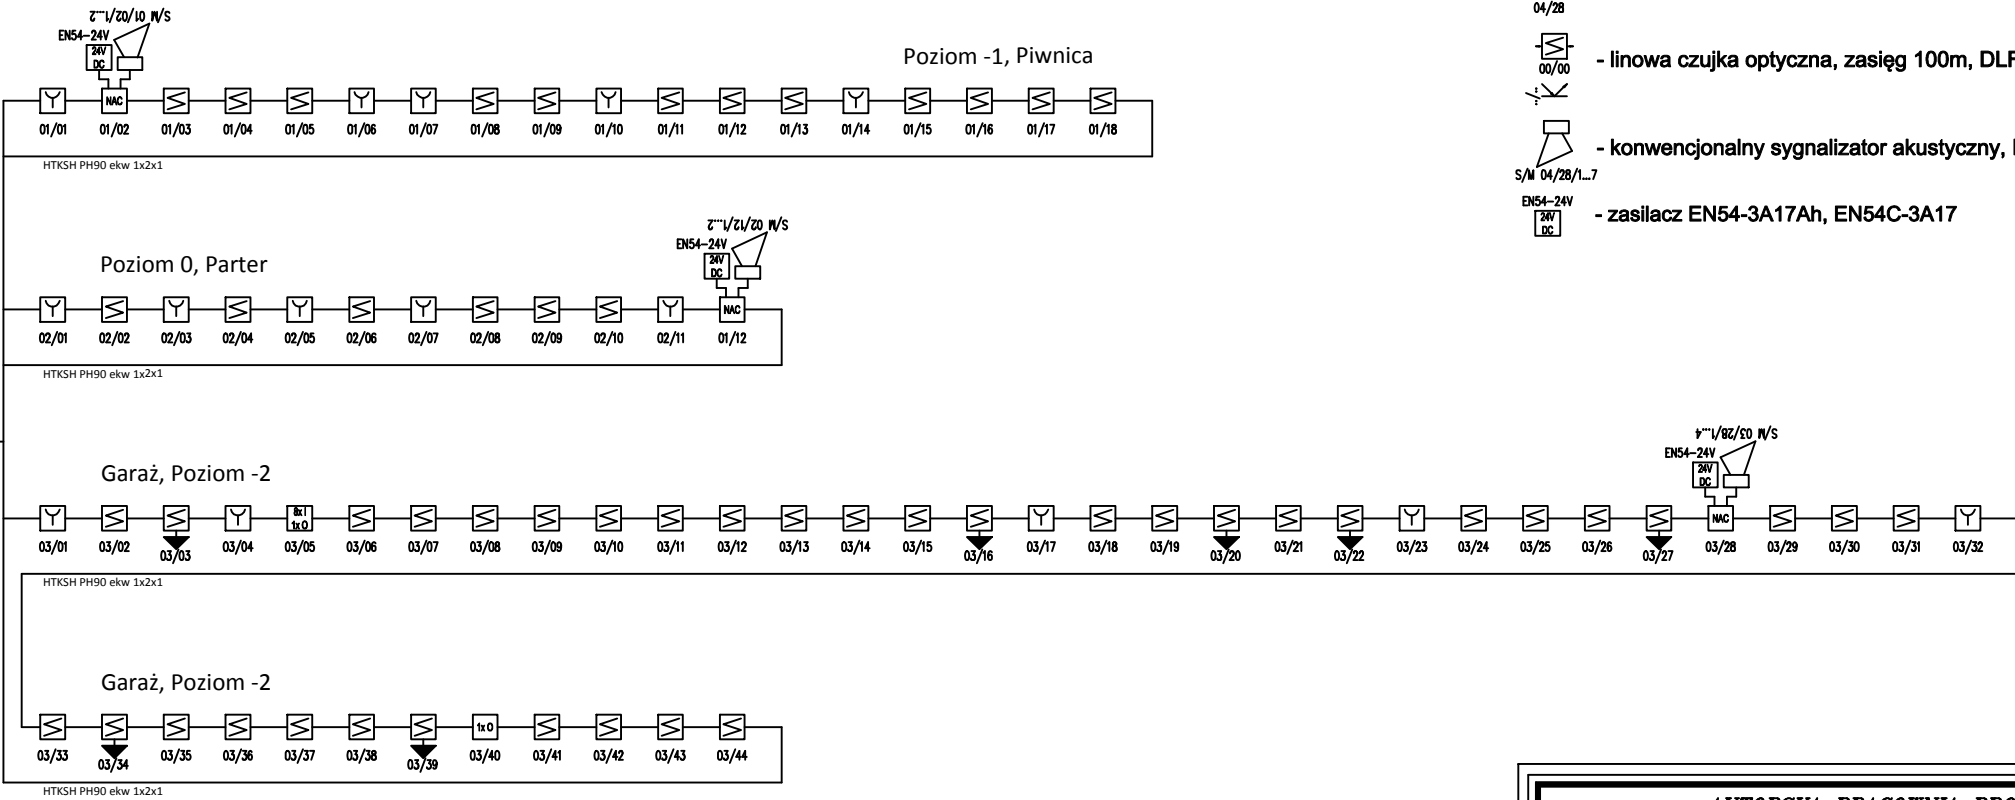 S/M 01/02/1...2
EN54-24V
24V
DC
Poziom -1, Piwnica
NAC
01/01 01/02 01/03 01/04 01/05 01/06 01/07 01/08 01/09 01/10 01/11 01/12 01/13 01/14 01/15 01/16 01/17 01/18
HTKSH PH90 ekw 1x2x1
S/M 02/12/1...2
EN54-24V
24V
DC
Poziom 0, Parter
NAC
02/01 02/02 02/03 02/04 02/05 02/06 02/07 02/08 02/09 02/10 02/11 01/12
HTKSH PH90 ekw 1x2x1
S/M 03/28/1...4
EN54-24V
24V
DC
Garaż, Poziom -2
8x I
1x O
NAC
03/01 03/02 03/03 03/04 03/05 03/06 03/07 03/08 03/09 03/10 03/11 03/12 03/13 03/14 03/15 03/16 03/17 03/18 03/19 03/20 03/21 03/22 03/23 03/24 03/25 03/26 03/27 03/28 03/29 03/30 03/31 03/32
HTKSH PH90 ekw 1x2x1
Garaż, Poziom -2
1x O
03/33 03/34 03/35 03/36 03/37 03/38 03/39 03/40 03/41 03/42 03/43 03/44
HTKSH PH90 ekw 1x2x1
04/28
00/00
- linowa czujka optyczna, zasięg 100m,
- konwencjonalny sygnalizator akustyczny,
S/M 04/28/1...7
EN54-24V
24V
DC
- zasilacz EN54-3A17Ah, EN54C-3A17